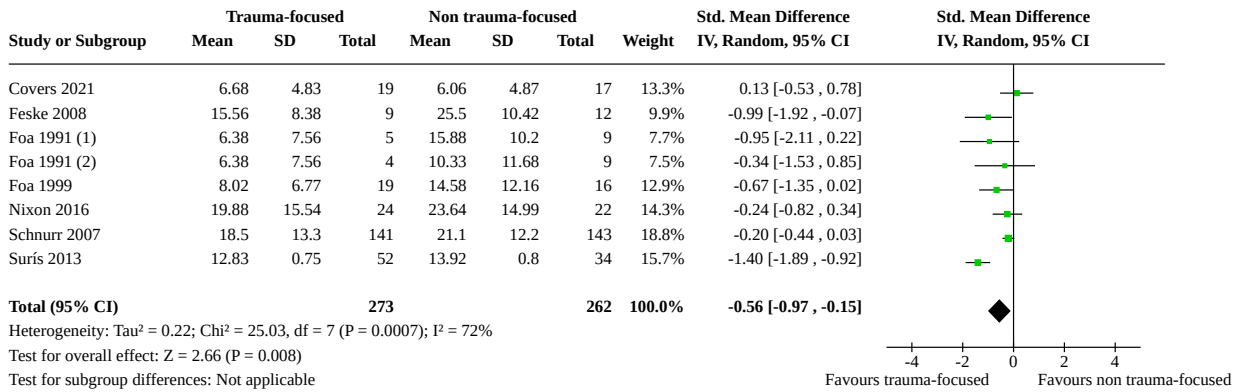 Trauma-focused Non trauma-focused Std. Mean Difference Std. Mean Difference
Study or Subgroup Mean SD Total Mean SD Total Weight IV, Random, 95% CI IV, Random, 95% CI
Covers 2021 6.68 4.83 19 6.06 4.87 17 13.3% 0.13 [-0.53 , 0.78]
Feske 2008 15.56 8.38 9 25.5 10.42 12 9.9% -0.99 [-1.92 , -0.07]
Foa 1991 (1) 6.38 7.56 5 15.88 10.2 9 7.7% -0.95 [-2.11 , 0.22]
Foa 1991 (2) 6.38 7.56 4 10.33 11.68 9 7.5% -0.34 [-1.53 , 0.85]
Foa 1999 8.02 6.77 19 14.58 12.16 16 12.9% -0.67 [-1.35 , 0.02]
Nixon 2016 19.88 15.54 24 23.64 14.99 22 14.3% -0.24 [-0.82 , 0.34]
Schnurr 2007 18.5 13.3 141 21.1 12.2 143 18.8% -0.20 [-0.44 , 0.03]
Surís 2013 12.83 0.75 52 13.92 0.8 34 15.7% -1.40 [-1.89 , -0.92]
Total (95% CI) 273 262 100.0% -0.56 [-0.97 , -0.15]
Heterogeneity: Tau² = 0.22; Chi² = 25.03, df = 7 (P = 0.0007); I² = 72%
Test for overall effect: Z = 2.66 (P = 0.008)
-4 -2 0 2 4
Test for subgroup differences: Not applicable Favours trauma-focused Favours non trauma-focused